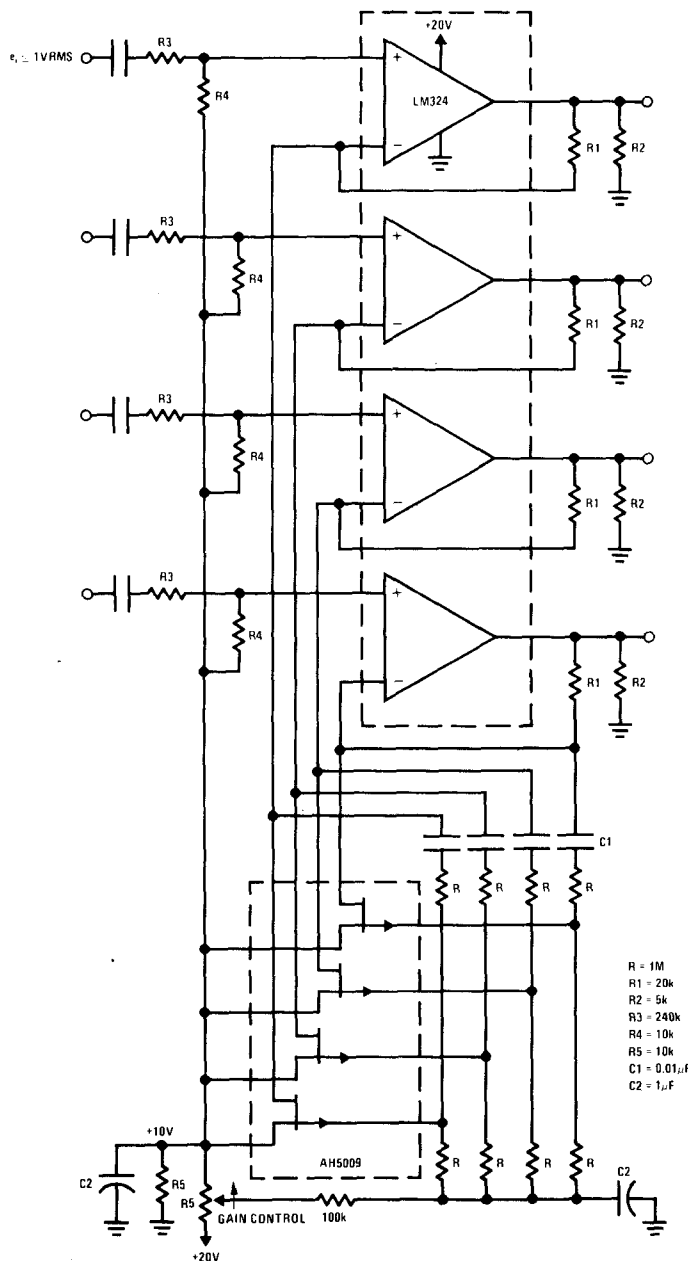 eᵢ ≅ 1V RMS
R3
R4
+20V
+
LM324
−
R1
R2
R3
R4
+
−
R1
R2
R3
R4
+
−
R1
R2
R3
R4
+
−
R1
R2
C1
R
R
R
R
R = 1M
R1 = 20k
R2 = 5k
R3 = 240k
R4 = 10k
R5 = 10k
C1 = 0.01µF
C2 = 1µF
+10V
AH5009
R
R
R
R
C2
R5
R5
GAIN CONTROL
100k
C2
+20V